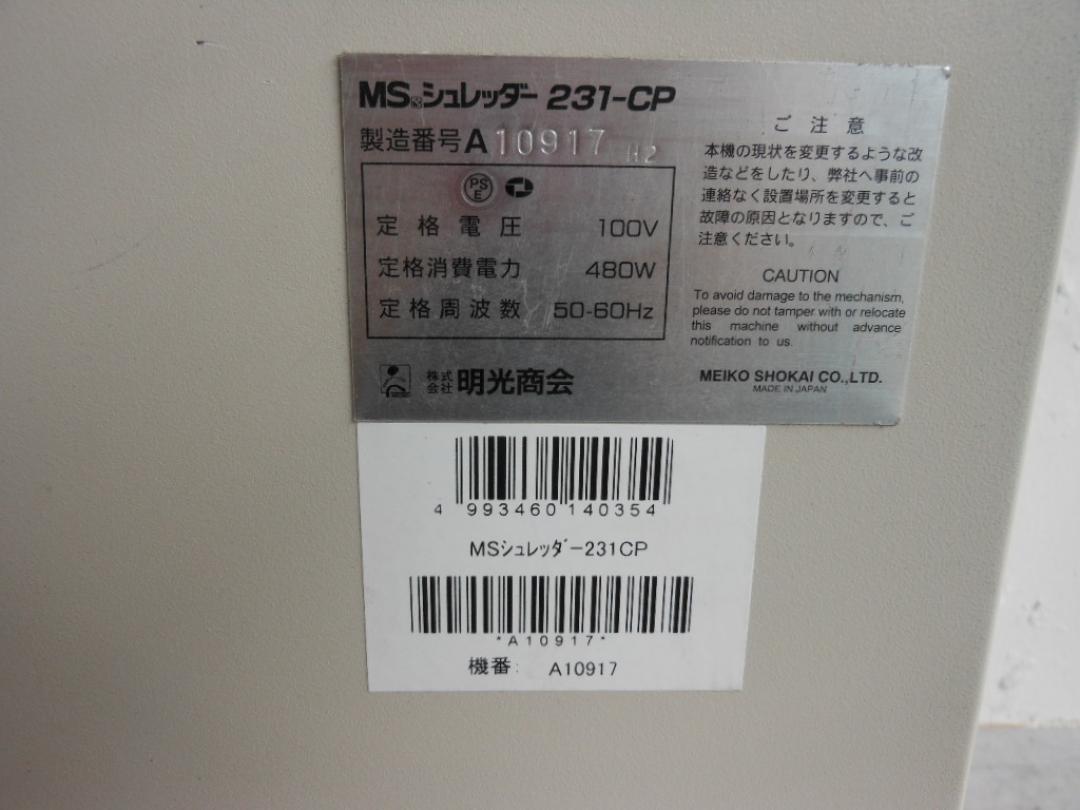 MSシュレッダー 231-CP
製造番号A10917 H2
PS
E
定格電圧 100V
定格消費電力 480W
定格周波数 50-60Hz
株式
会社 明光商会
ご注意
本機の現状を変更するような改
造などをしたり、弊社へ事前の
連絡なく設置場所を変更すると
故障の原因となりますので、ご
注意ください。
CAUTION
To avoid damage to the mechanism,
please do not tamper with or relocate
this machine without advance
notification to us.
MEIKO SHOKAI CO.,LTD.
MADE IN JAPAN
4 993460 140354
MSシュレッダー231CP
*A10917*
機番: A10917